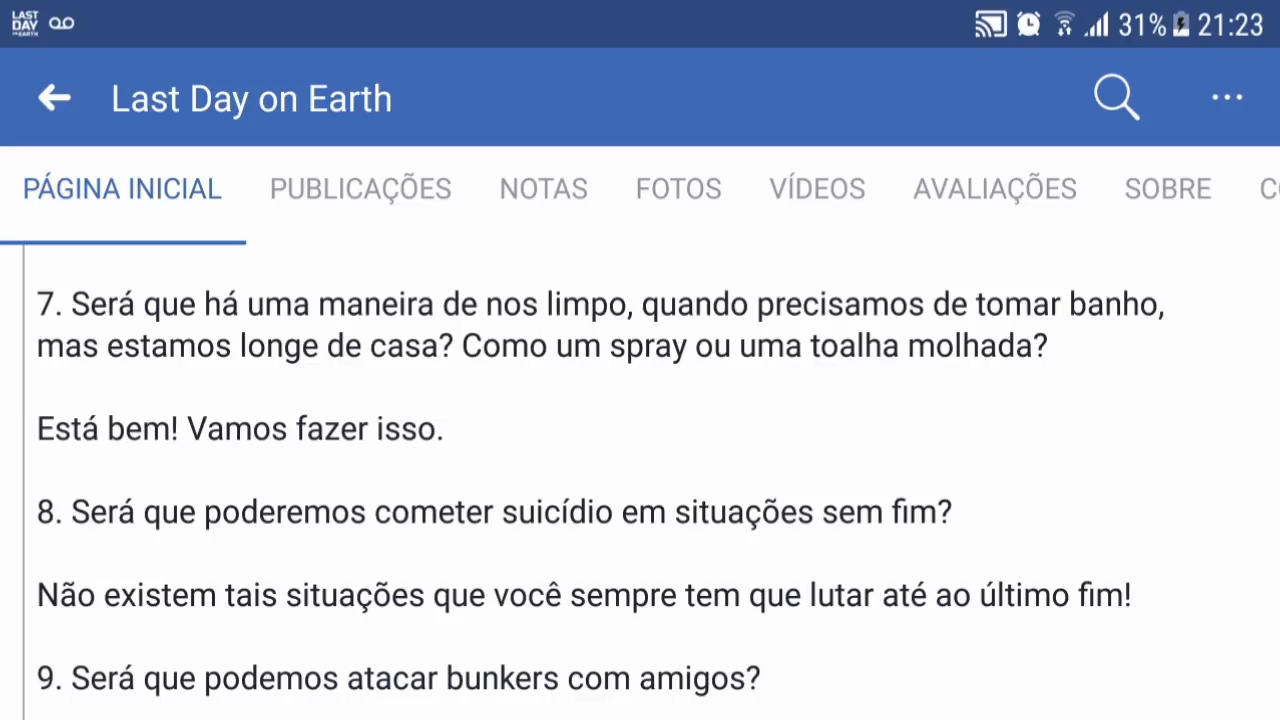 LAST
DAY
ON EARTH
31% 21:23
Last Day on Earth
PÁGINA INICIAL PUBLICAÇÕES NOTAS FOTOS VÍDEOS AVALIAÇÕES SOBRE
7. Será que há uma maneira de nos limpo, quando precisamos de tomar banho,
mas estamos longe de casa? Como um spray ou uma toalha molhada?
Está bem! Vamos fazer isso.
8. Será que poderemos cometer suicídio em situações sem fim?
Não existem tais situações que você sempre tem que lutar até ao último fim!
9. Será que podemos atacar bunkers com amigos?